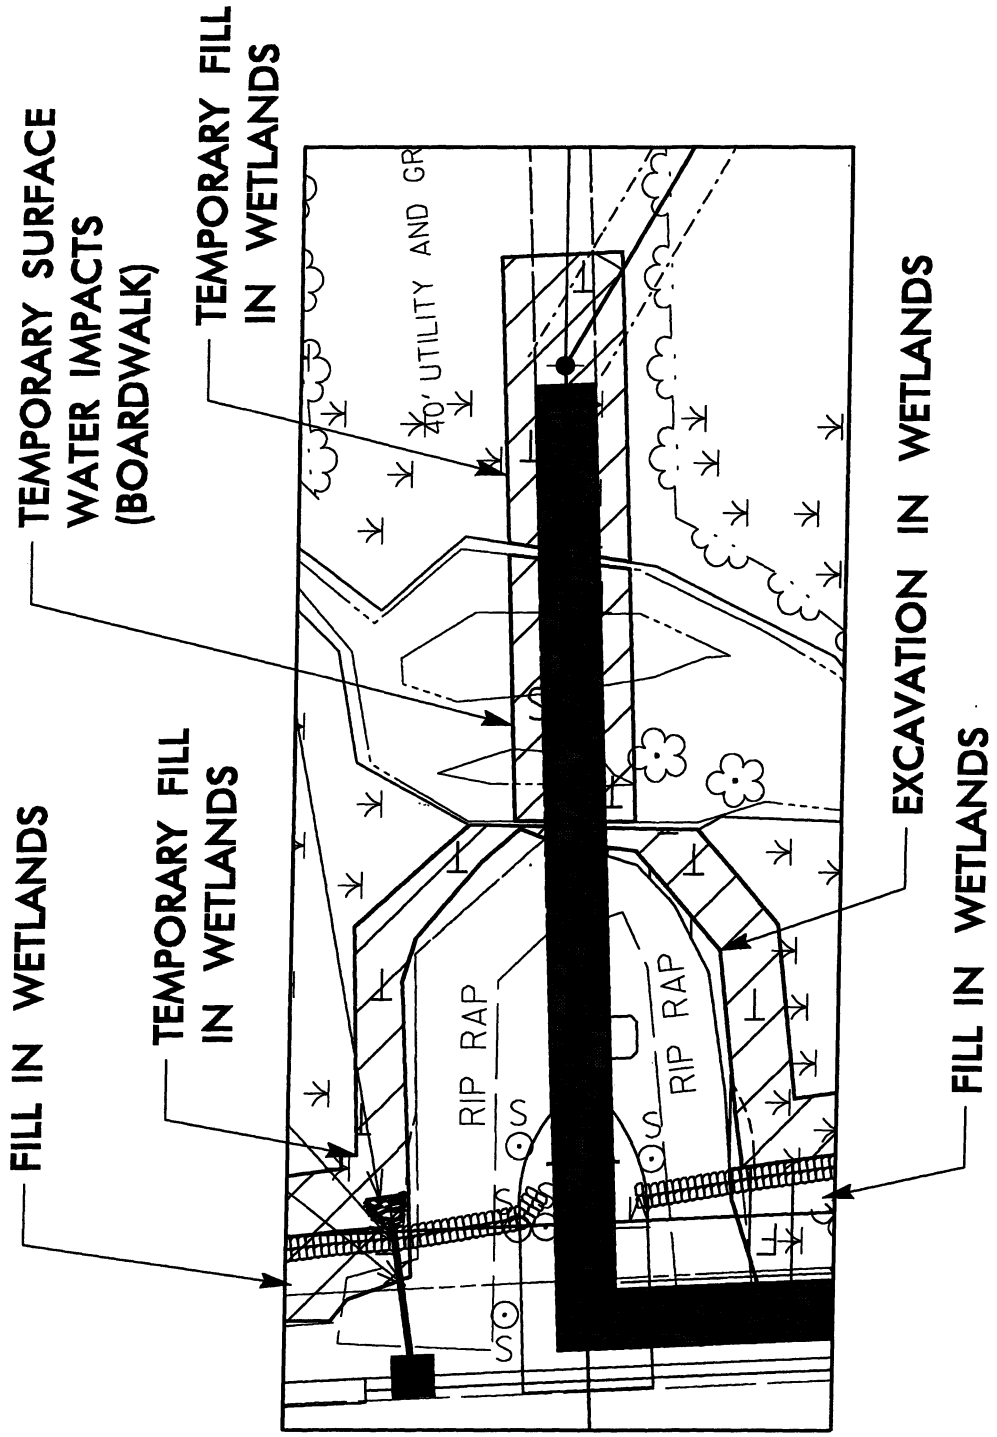 FILL IN WETLANDS
TEMPORARY SURFACE
WATER IMPACTS
(BOARDWALK)
TEMPORARY FILL
IN WETLANDS
TEMPORARY FILL
IN WETLANDS
40' UTILITY AND GR
RIP RAP
RIP RAP
S
S
S
S
S
F
EXCAVATION IN WETLANDS
FILL IN WETLANDS